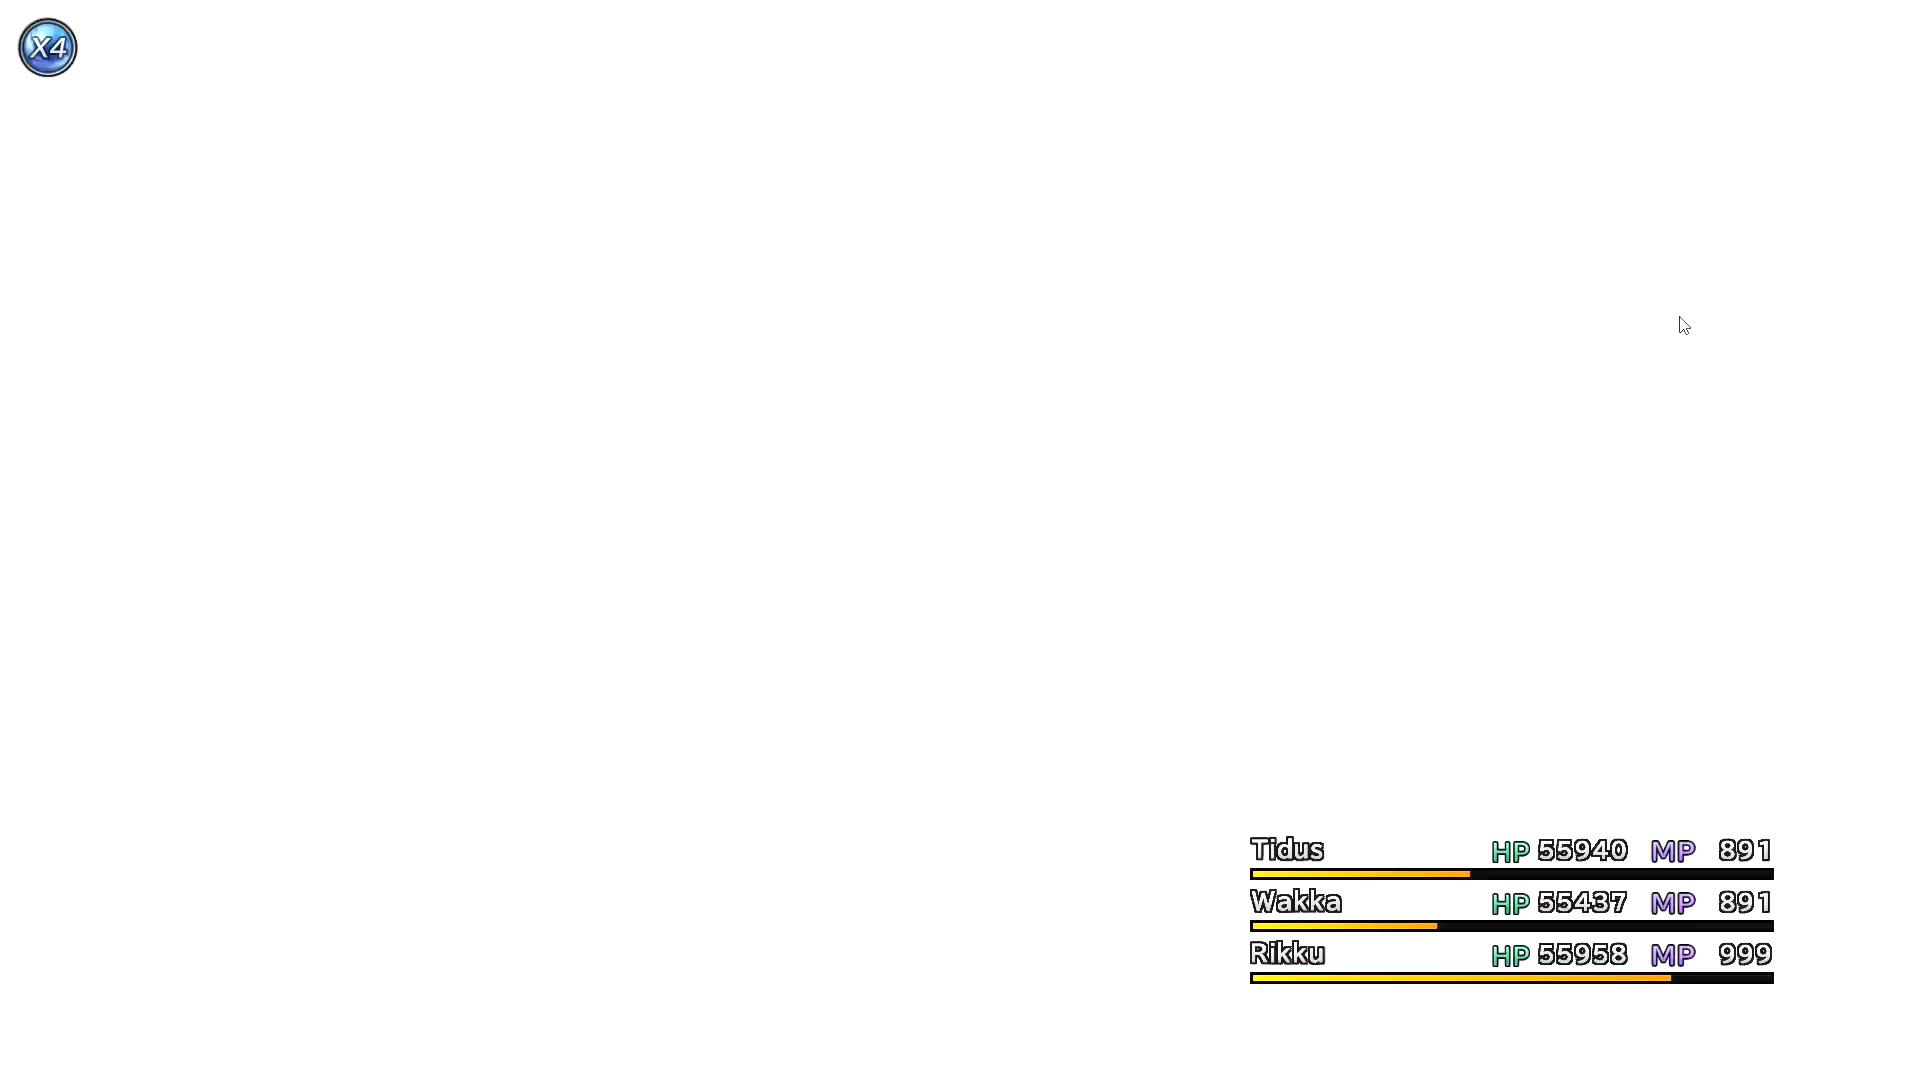 X4
Tidus HP 55940 MP 891
Wakka HP 55437 MP 891
Rikku HP 55958 MP 999